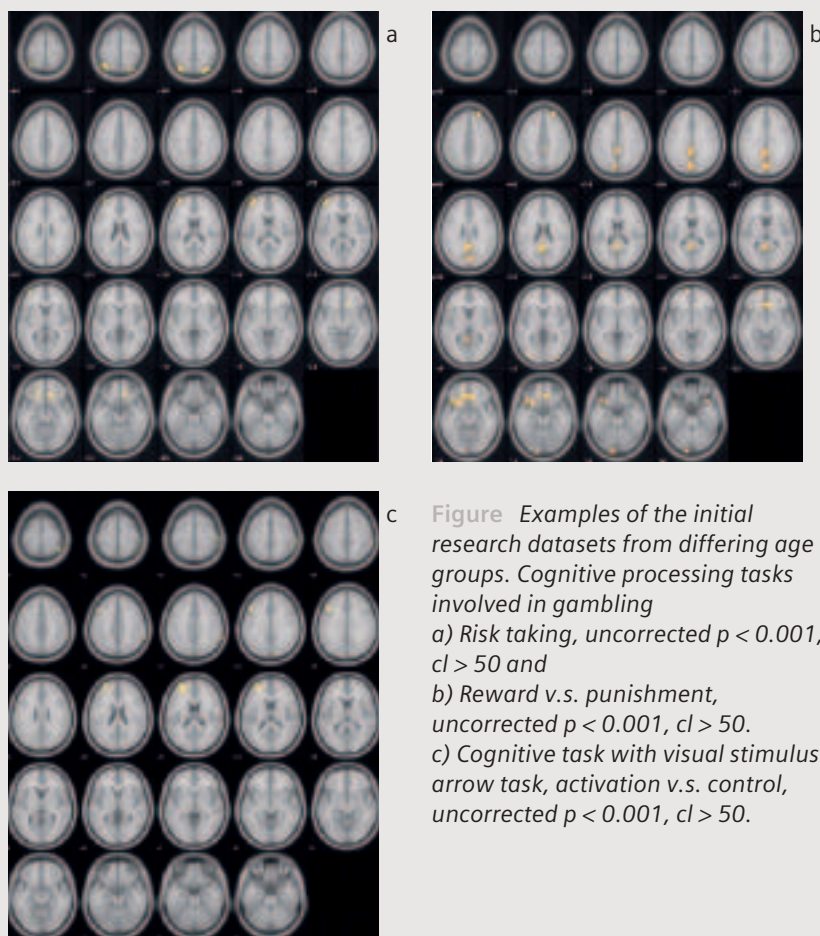 a
b
c
Figure Examples of the initial
research datasets from differing age
groups. Cognitive processing tasks
involved in gambling
a) Risk taking, uncorrected p < 0.001,
cl > 50 and
b) Reward v.s. punishment,
uncorrected p < 0.001, cl > 50.
c) Cognitive task with visual stimulus
arrow task, activation v.s. control,
uncorrected p < 0.001, cl > 50.